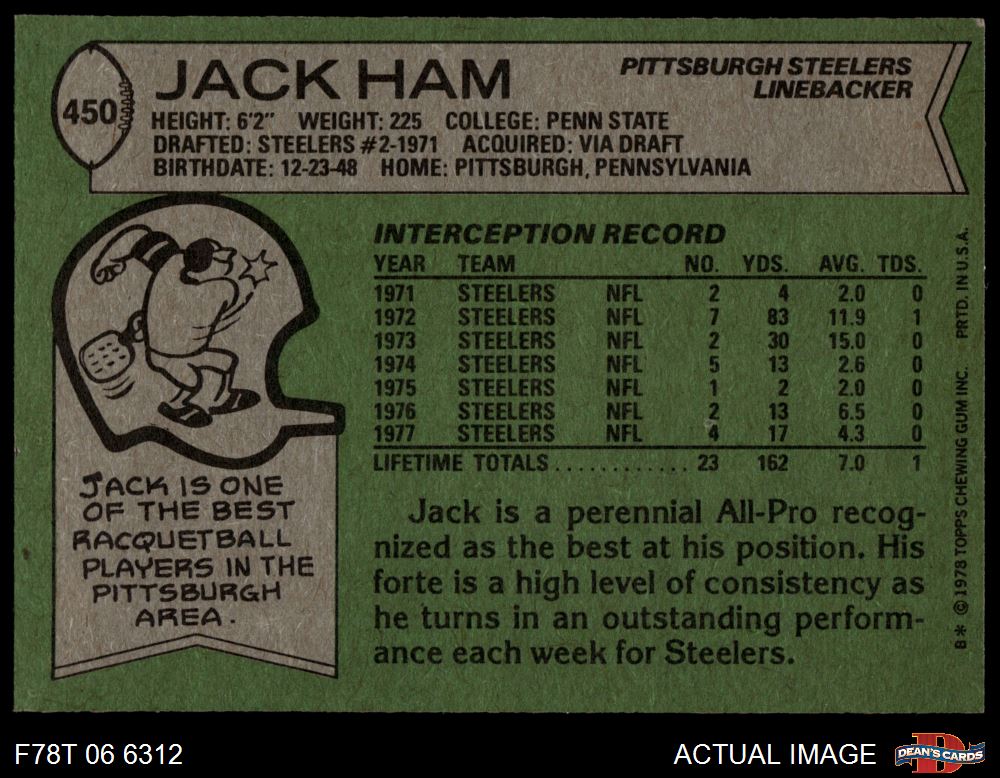 450
JACK HAM
PITTSBURGH STEELERS
LINEBACKER
HEIGHT: 6'2" WEIGHT: 225 COLLEGE: PENN STATE
DRAFTED: STEELERS #2-1971 ACQUIRED: VIA DRAFT
BIRTHDATE: 12-23-48 HOME: PITTSBURGH, PENNSYLVANIA
INTERCEPTION RECORD
YEAR TEAM NO. YDS. AVG. TDS.
1971 STEELERS NFL 2 4 2.0 0
1972 STEELERS NFL 7 83 11.9 1
1973 STEELERS NFL 2 30 15.0 0
1974 STEELERS NFL 5 13 2.6 0
1975 STEELERS NFL 1 2 2.0 0
1976 STEELERS NFL 2 13 6.5 0
1977 STEELERS NFL 4 17 4.3 0
LIFETIME TOTALS............ 23 162 7.0 1
JACK IS ONE
OF THE BEST
RACQUETBALL
PLAYERS IN THE
PITTSBURGH
AREA.
Jack is a perennial All-Pro recog-
nized as the best at his position. His
forte is a high level of consistency as
he turns in an outstanding perform-
ance each week for Steelers.
B* © 1978 TOPPS CHEWING GUM INC. PRTD. IN U.S.A.
F78T 06 6312
ACTUAL IMAGE
D
DEAN'S CARDS